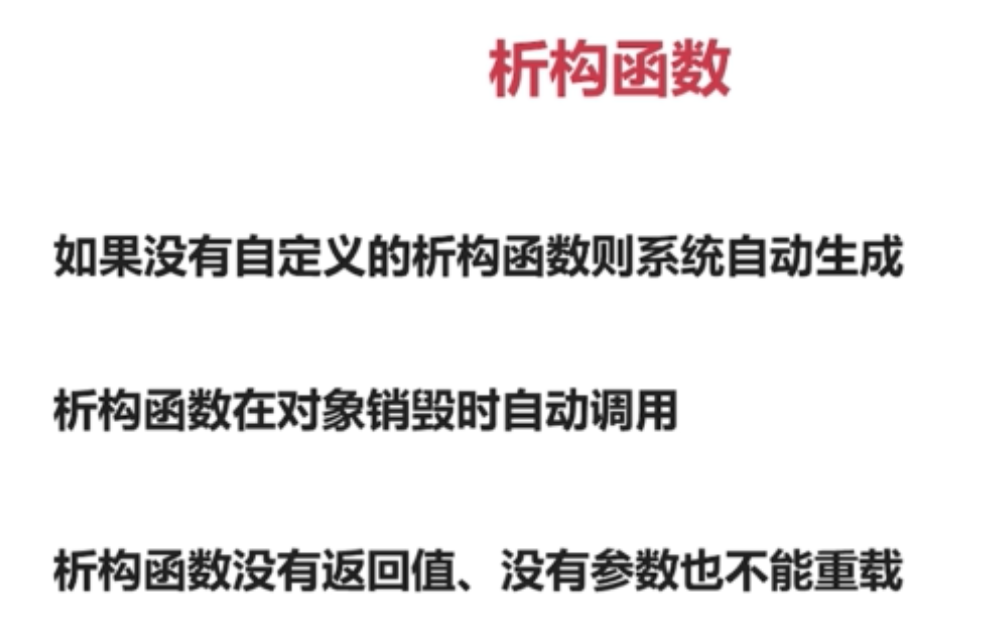 析构函数
如果没有自定义的析构函数则系统自动生成
析构函数在对象销毁时自动调用
析构函数没有返回值、没有参数也不能重载